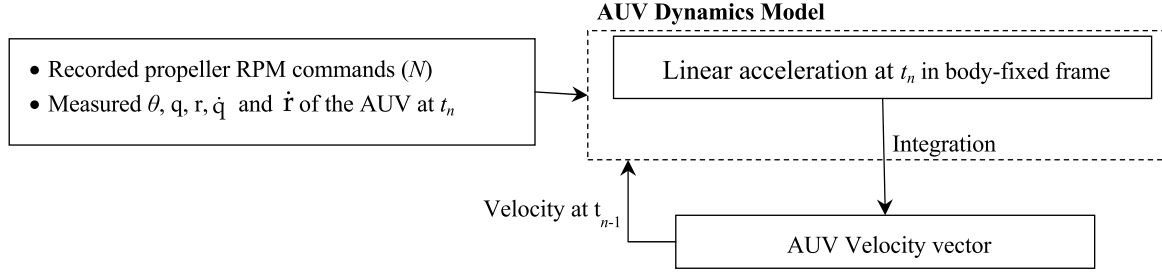 AUV Dynamics Model
• Recorded propeller RPM commands (N)
• Measured θ, q, r, q̇ and ṙ of the AUV at tₙ
Linear acceleration at tₙ in body-fixed frame
Integration
Velocity at tₙ₋₁
AUV Velocity vector